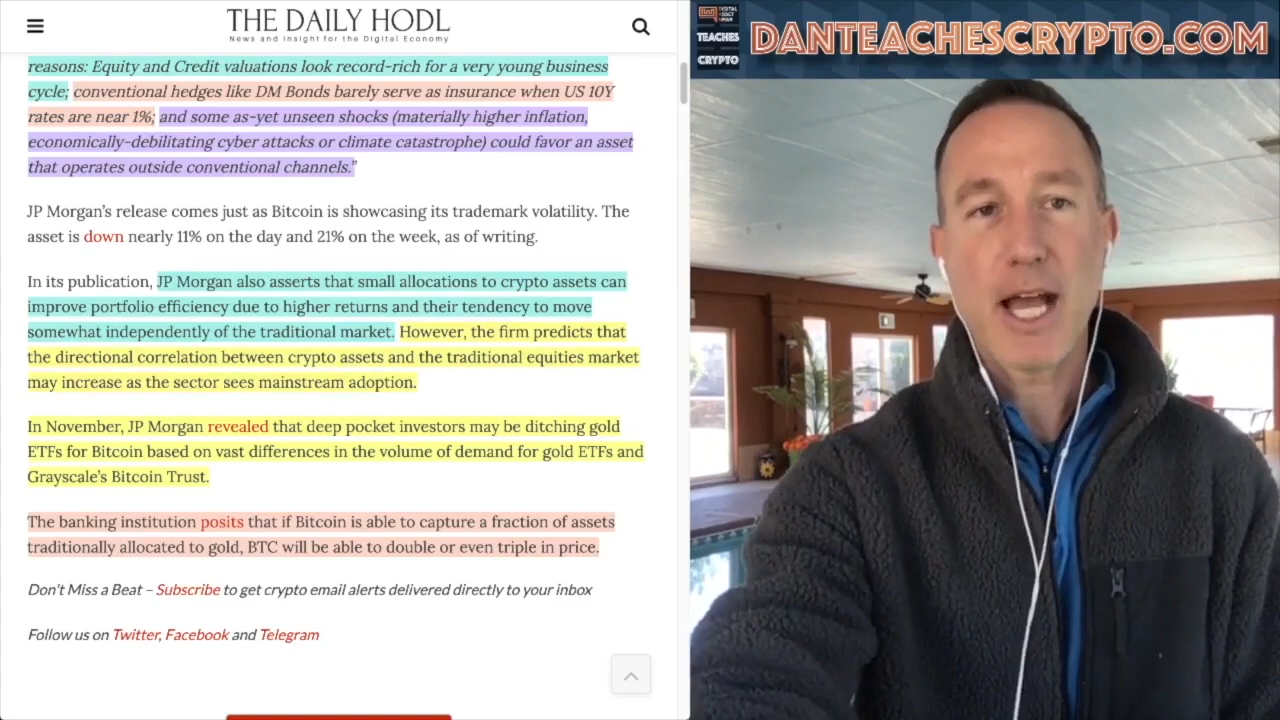 THE DAILY HODL
News and Insight for the Digital Economy
reasons: Equity and Credit valuations look record-rich for a very young business
cycle; conventional hedges like DM Bonds barely serve as insurance when US 10Y
rates are near 1%; and some as-yet unseen shocks (materially higher inflation,
economically-debilitating cyber attacks or climate catastrophe) could favor an asset
that operates outside conventional channels.”
JP Morgan’s release comes just as Bitcoin is showcasing its trademark volatility. The
asset is down nearly 11% on the day and 21% on the week, as of writing.
In its publication, JP Morgan also asserts that small allocations to crypto assets can
improve portfolio efficiency due to higher returns and their tendency to move
somewhat independently of the traditional market. However, the firm predicts that
the directional correlation between crypto assets and the traditional equities market
may increase as the sector sees mainstream adoption.
In November, JP Morgan revealed that deep pocket investors may be ditching gold
ETFs for Bitcoin based on vast differences in the volume of demand for gold ETFs and
Grayscale’s Bitcoin Trust.
The banking institution posits that if Bitcoin is able to capture a fraction of assets
traditionally allocated to gold, BTC will be able to double or even triple in price.
Don't Miss a Beat – Subscribe to get crypto email alerts delivered directly to your inbox
Follow us on Twitter, Facebook and Telegram
DIGITAL
ASSET
NEWS
TEACHES
CRYPTO
DANTEACHESCRYPTO.COM